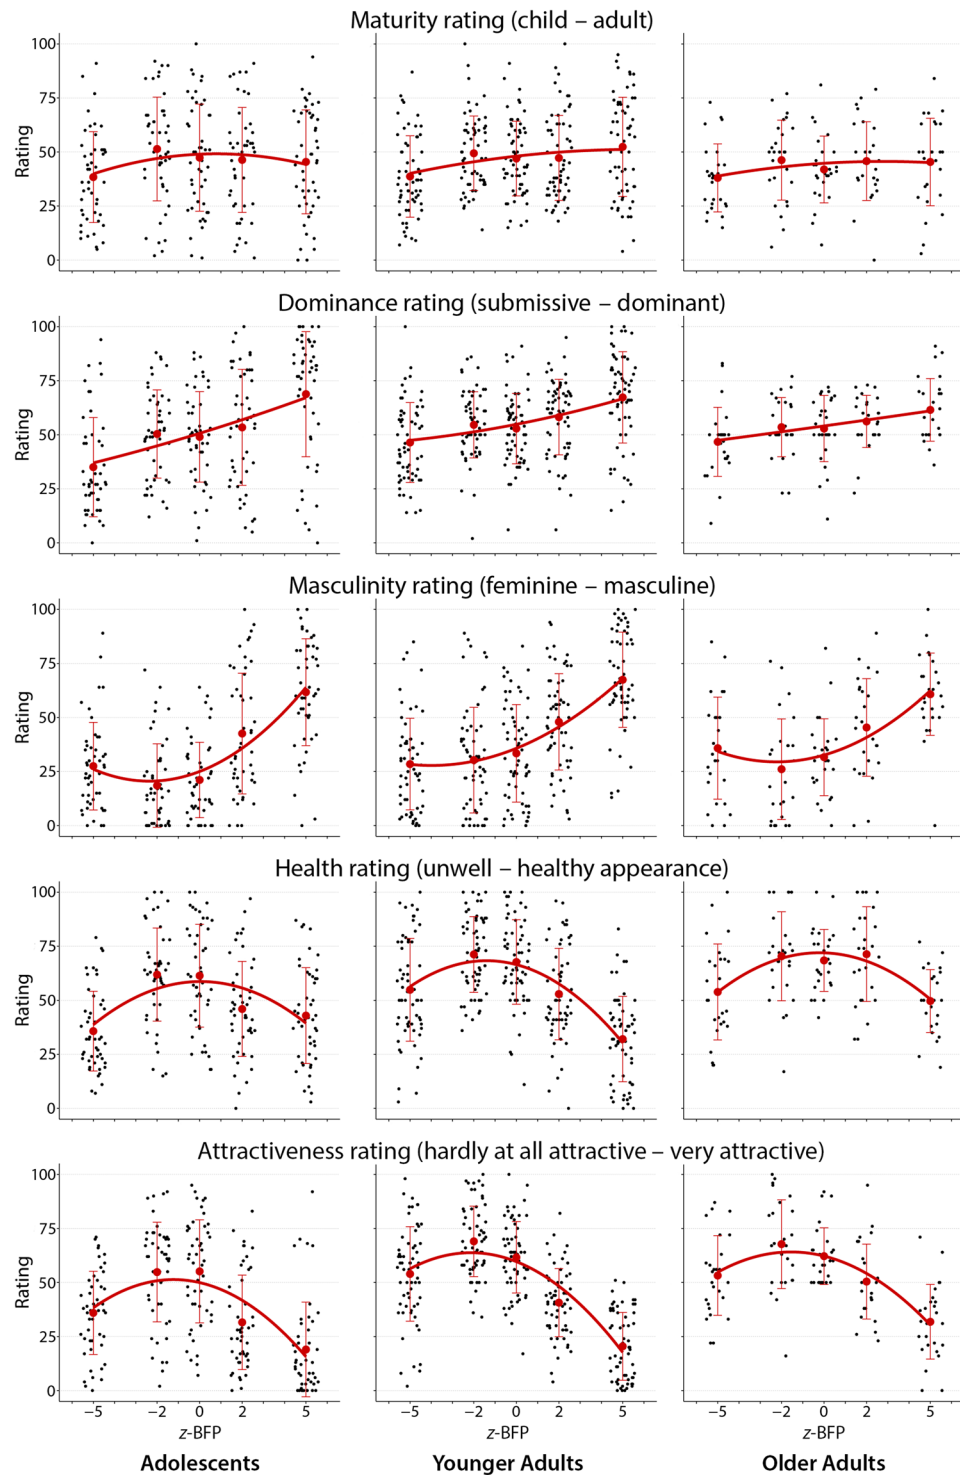 Maturity rating (child – adult)
100
75
50
25
0
Rating
Dominance rating (submissive – dominant)
100
75
50
25
0
Rating
Masculinity rating (feminine – masculine)
100
75
50
25
0
Rating
Health rating (unwell – healthy appearance)
100
75
50
25
0
Rating
Attractiveness rating (hardly at all attractive – very attractive)
100
75
50
25
0
Rating
−5 −2 0 2 5 −5 −2 0 2 5 −5 −2 0 2 5
z-BFP z-BFP z-BFP
Adolescents Younger Adults Older Adults